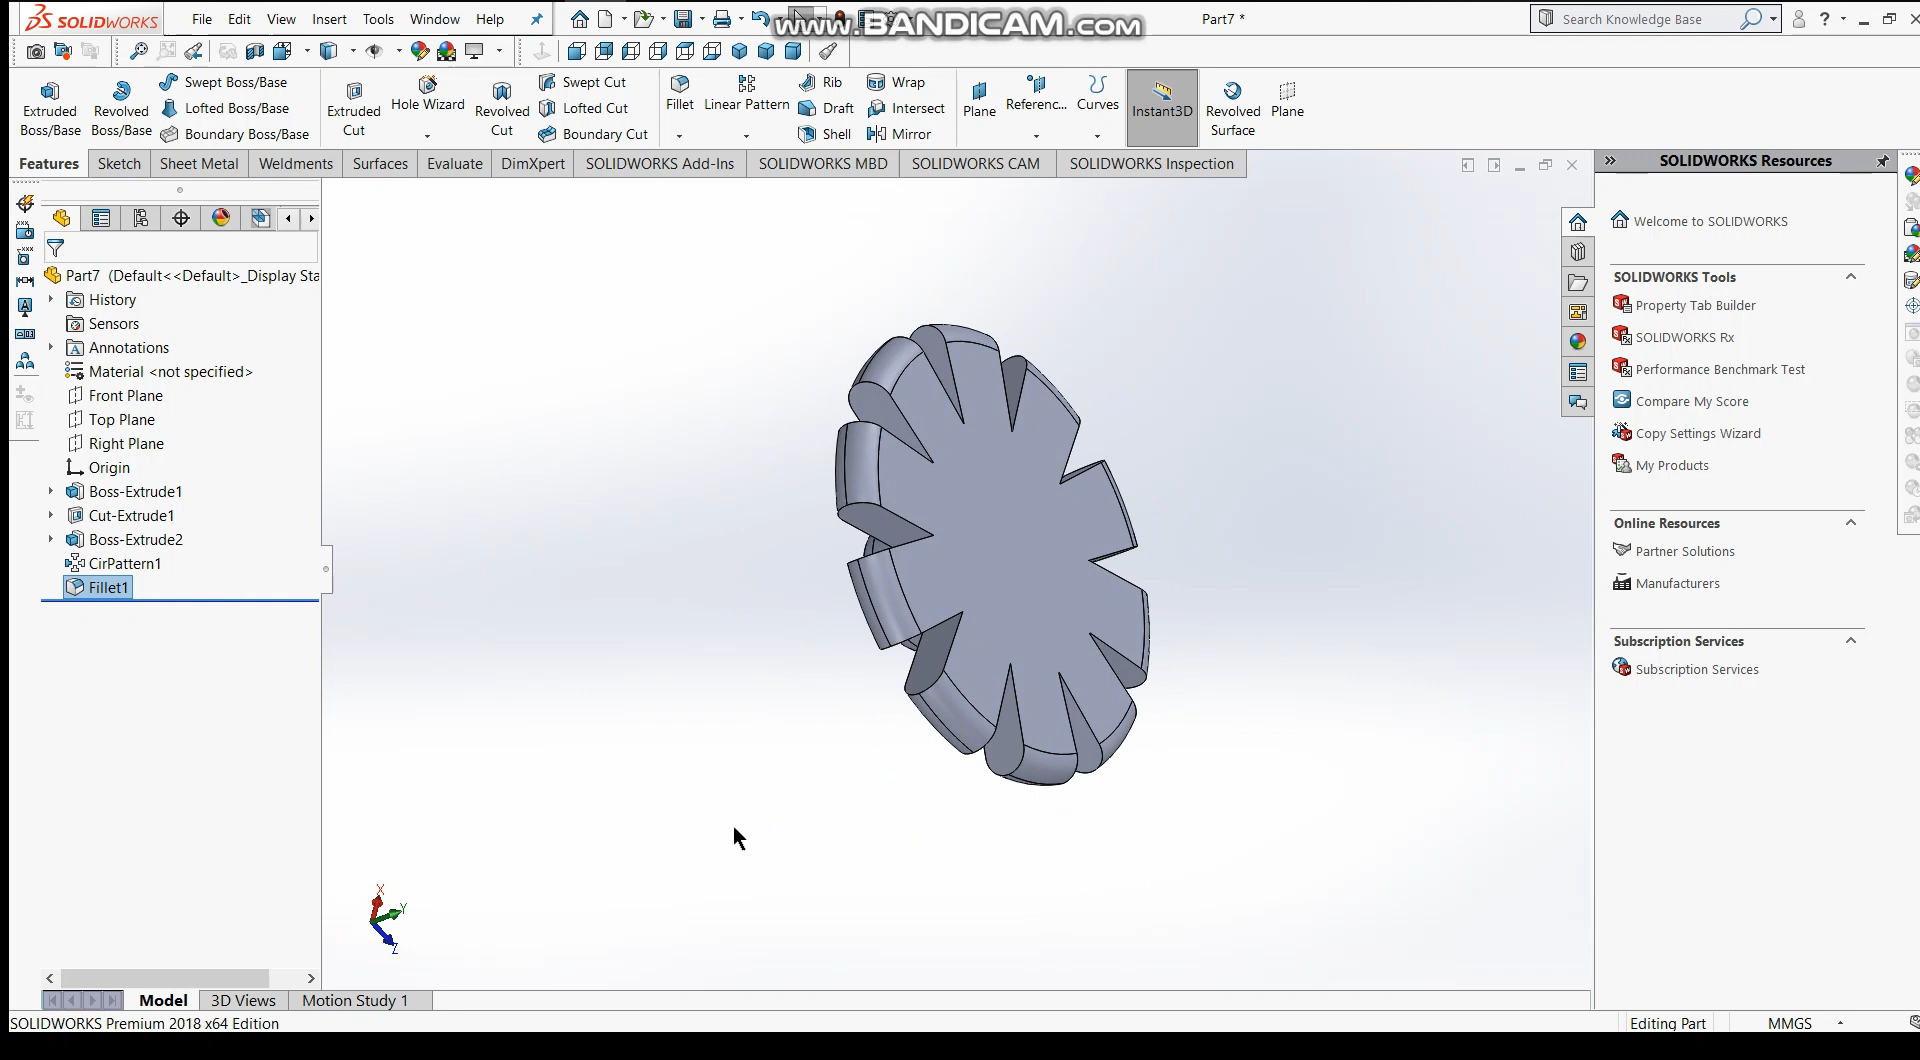 SOLIDWORKS File Edit View Insert Tools Window Help www.BANDICAM.com Part7 * Search Knowledge Base ?
Extruded Boss/Base
Revolved Boss/Base
Swept Boss/Base
Lofted Boss/Base
Boundary Boss/Base
Extruded Cut
Hole Wizard
Revolved Cut
Swept Cut
Lofted Cut
Boundary Cut
Fillet
Linear Pattern
Rib
Draft
Shell
Wrap
Intersect
Mirror
Plane
Referenc...
Curves
Instant3D
Revolved Surface
Plane
Features Sketch Sheet Metal Weldments Surfaces Evaluate DimXpert SOLIDWORKS Add-Ins SOLIDWORKS MBD SOLIDWORKS CAM SOLIDWORKS Inspection
Part7 (Default<<Default>_Display Sta
History
Sensors
Annotations
Material <not specified>
Front Plane
Top Plane
Right Plane
Origin
Boss-Extrude1
Cut-Extrude1
Boss-Extrude2
CirPattern1
Fillet1
X
Y
Z
SOLIDWORKS Resources
Welcome to SOLIDWORKS
SOLIDWORKS Tools
Property Tab Builder
SOLIDWORKS Rx
Performance Benchmark Test
Compare My Score
Copy Settings Wizard
My Products
Online Resources
Partner Solutions
Manufacturers
Subscription Services
Subscription Services
Model 3D Views Motion Study 1
SOLIDWORKS Premium 2018 x64 Edition Editing Part MMGS